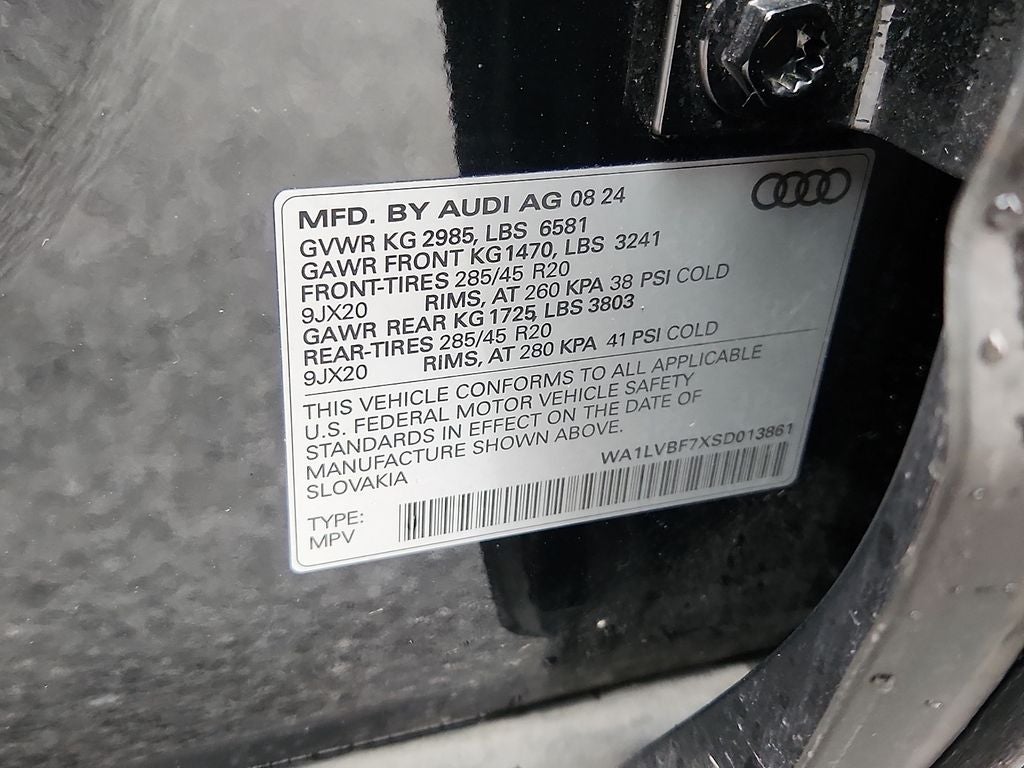 MFD. BY AUDI AG 08 24
GVWR KG 2985, LBS 6581
GAWR FRONT KG 1470, LBS 3241
FRONT-TIRES 285/45 R20
9JX20 RIMS, AT 260 KPA 38 PSI COLD
GAWR REAR KG 1725, LBS 3803
REAR-TIRES 285/45 R20
9JX20 RIMS, AT 280 KPA 41 PSI COLD
THIS VEHICLE CONFORMS TO ALL APPLICABLE
U.S. FEDERAL MOTOR VEHICLE SAFETY
STANDARDS IN EFFECT ON THE DATE OF
MANUFACTURE SHOWN ABOVE.
SLOVAKIA WA1LVBF7XSD013861
TYPE:
MPV